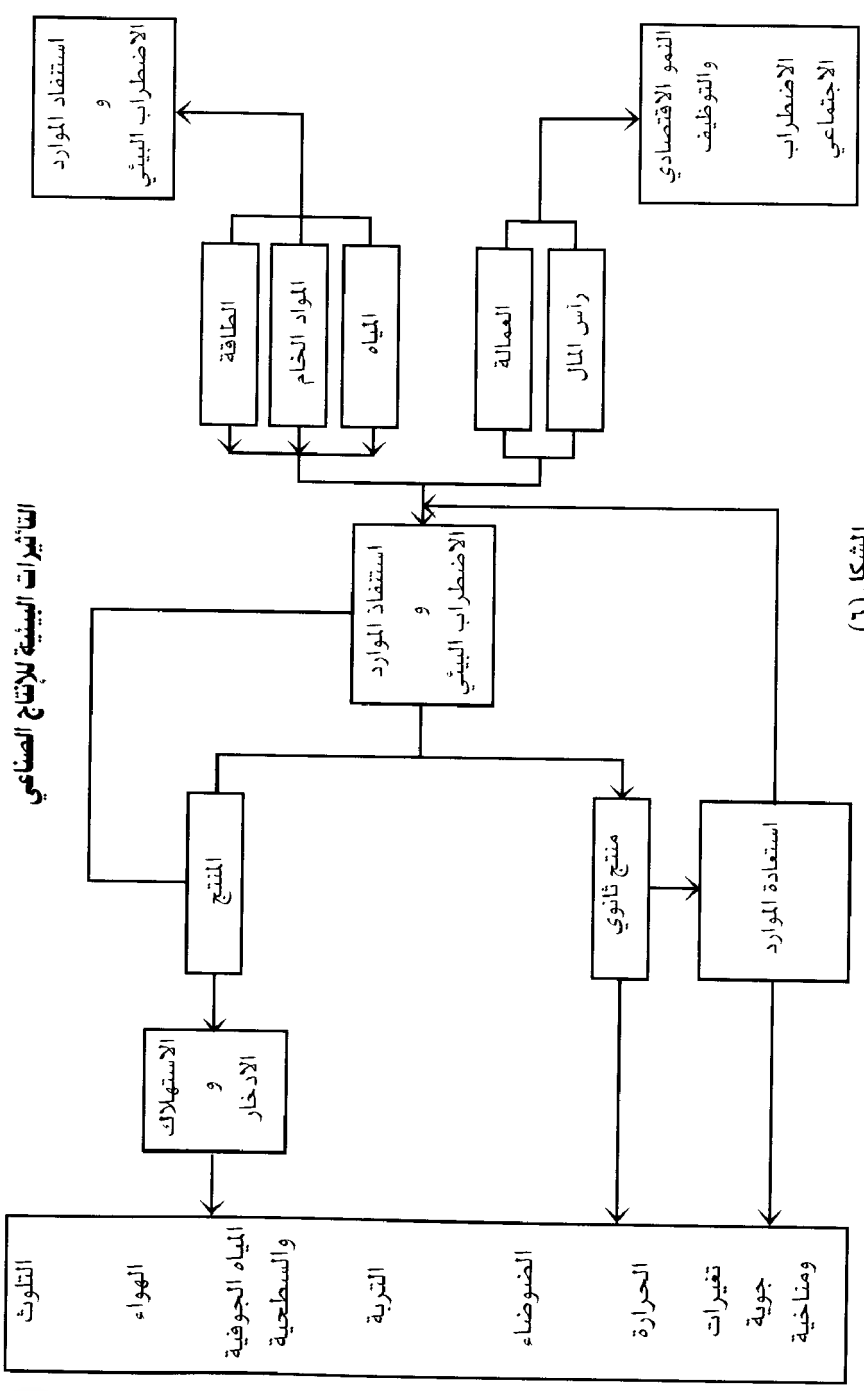 التأثيرات البيئية للإنتاج الصناعي
استنفاد الموارد
و
الاضطراب البيئي
النمو الاقتصادي
والتوظيف
الاضطراب
الاجتماعي
الطاقة
المواد الخام
المياه
العمالة
رأس المال
استنفاذ الموارد
و
الاضطراب البيئي
المنتج
منتج ثانوي
استعادة الموارد
الاستهلاك
و
الادخار
التلوث
الهواء
المياه الجوفية
والسطحية
التربة
الضوضاء
الحرارة
تغيرات
جوية
ومناخية
الشكل (٦)